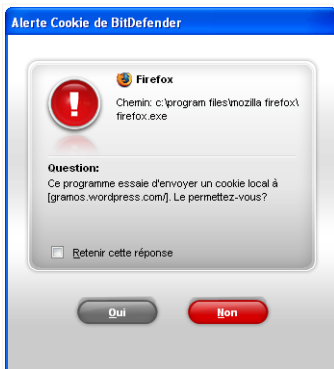 Alerte Cookie de BitDefender
Firefox
Chemin: c:\program files\mozilla firefox\
firefox.exe
Question:
Ce programme essaie d'envoyer un cookie local à
[gramos.wordpress.com/]. Le permettez-vous?
Retenir cette réponse
Oui
Non